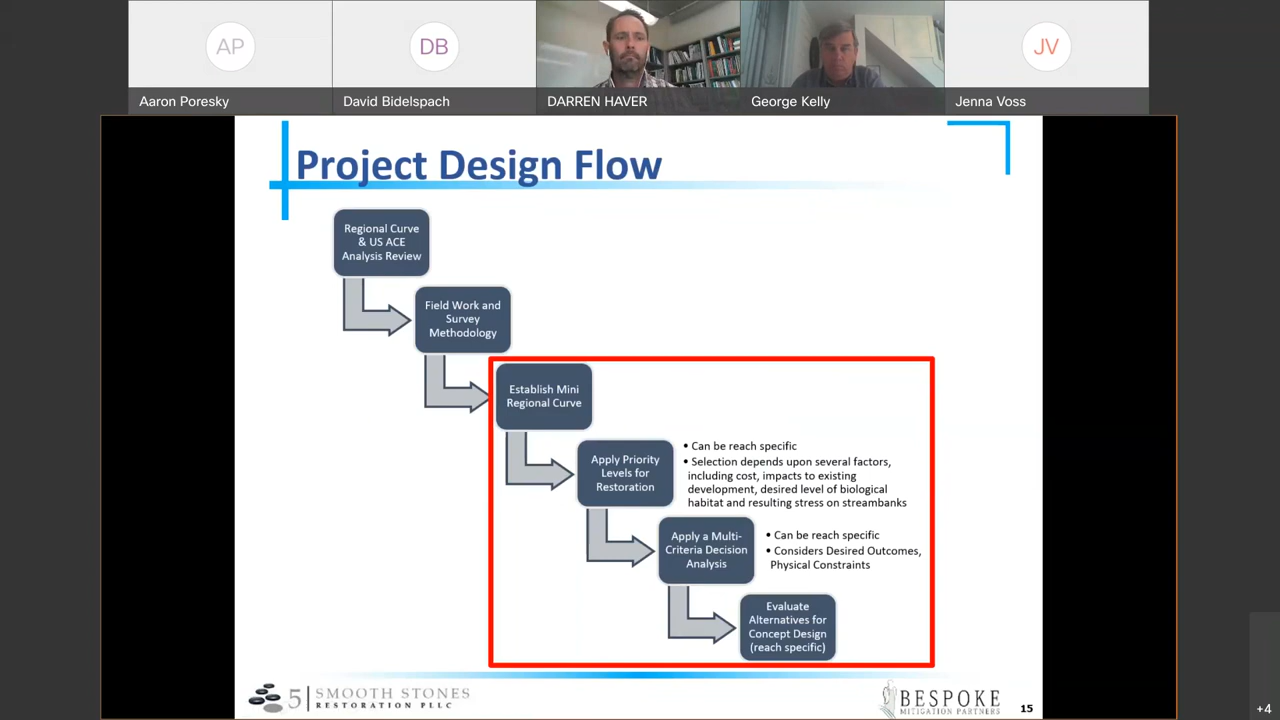 AP
DB
JV
Aaron Poresky
David Bidelspach
DARREN HAVER
George Kelly
Jenna Voss
Project Design Flow
Regional Curve
& US ACE
Analysis Review
Field Work and
Survey
Methodology
Establish Mini
Regional Curve
Apply Priority
Levels for
Restoration
• Can be reach specific
• Selection depends upon several factors,
including cost, impacts to existing
development, desired level of biological
habitat and resulting stress on streambanks
Apply a Multi-
Criteria Decision
Analysis
• Can be reach specific
• Considers Desired Outcomes,
Physical Constraints
Evaluate
Alternatives for
Concept Design
(reach specific)
5 SMOOTH STONES
RESTORATION PLLC
BESPOKE
MITIGATION PARTNERS
15
+4